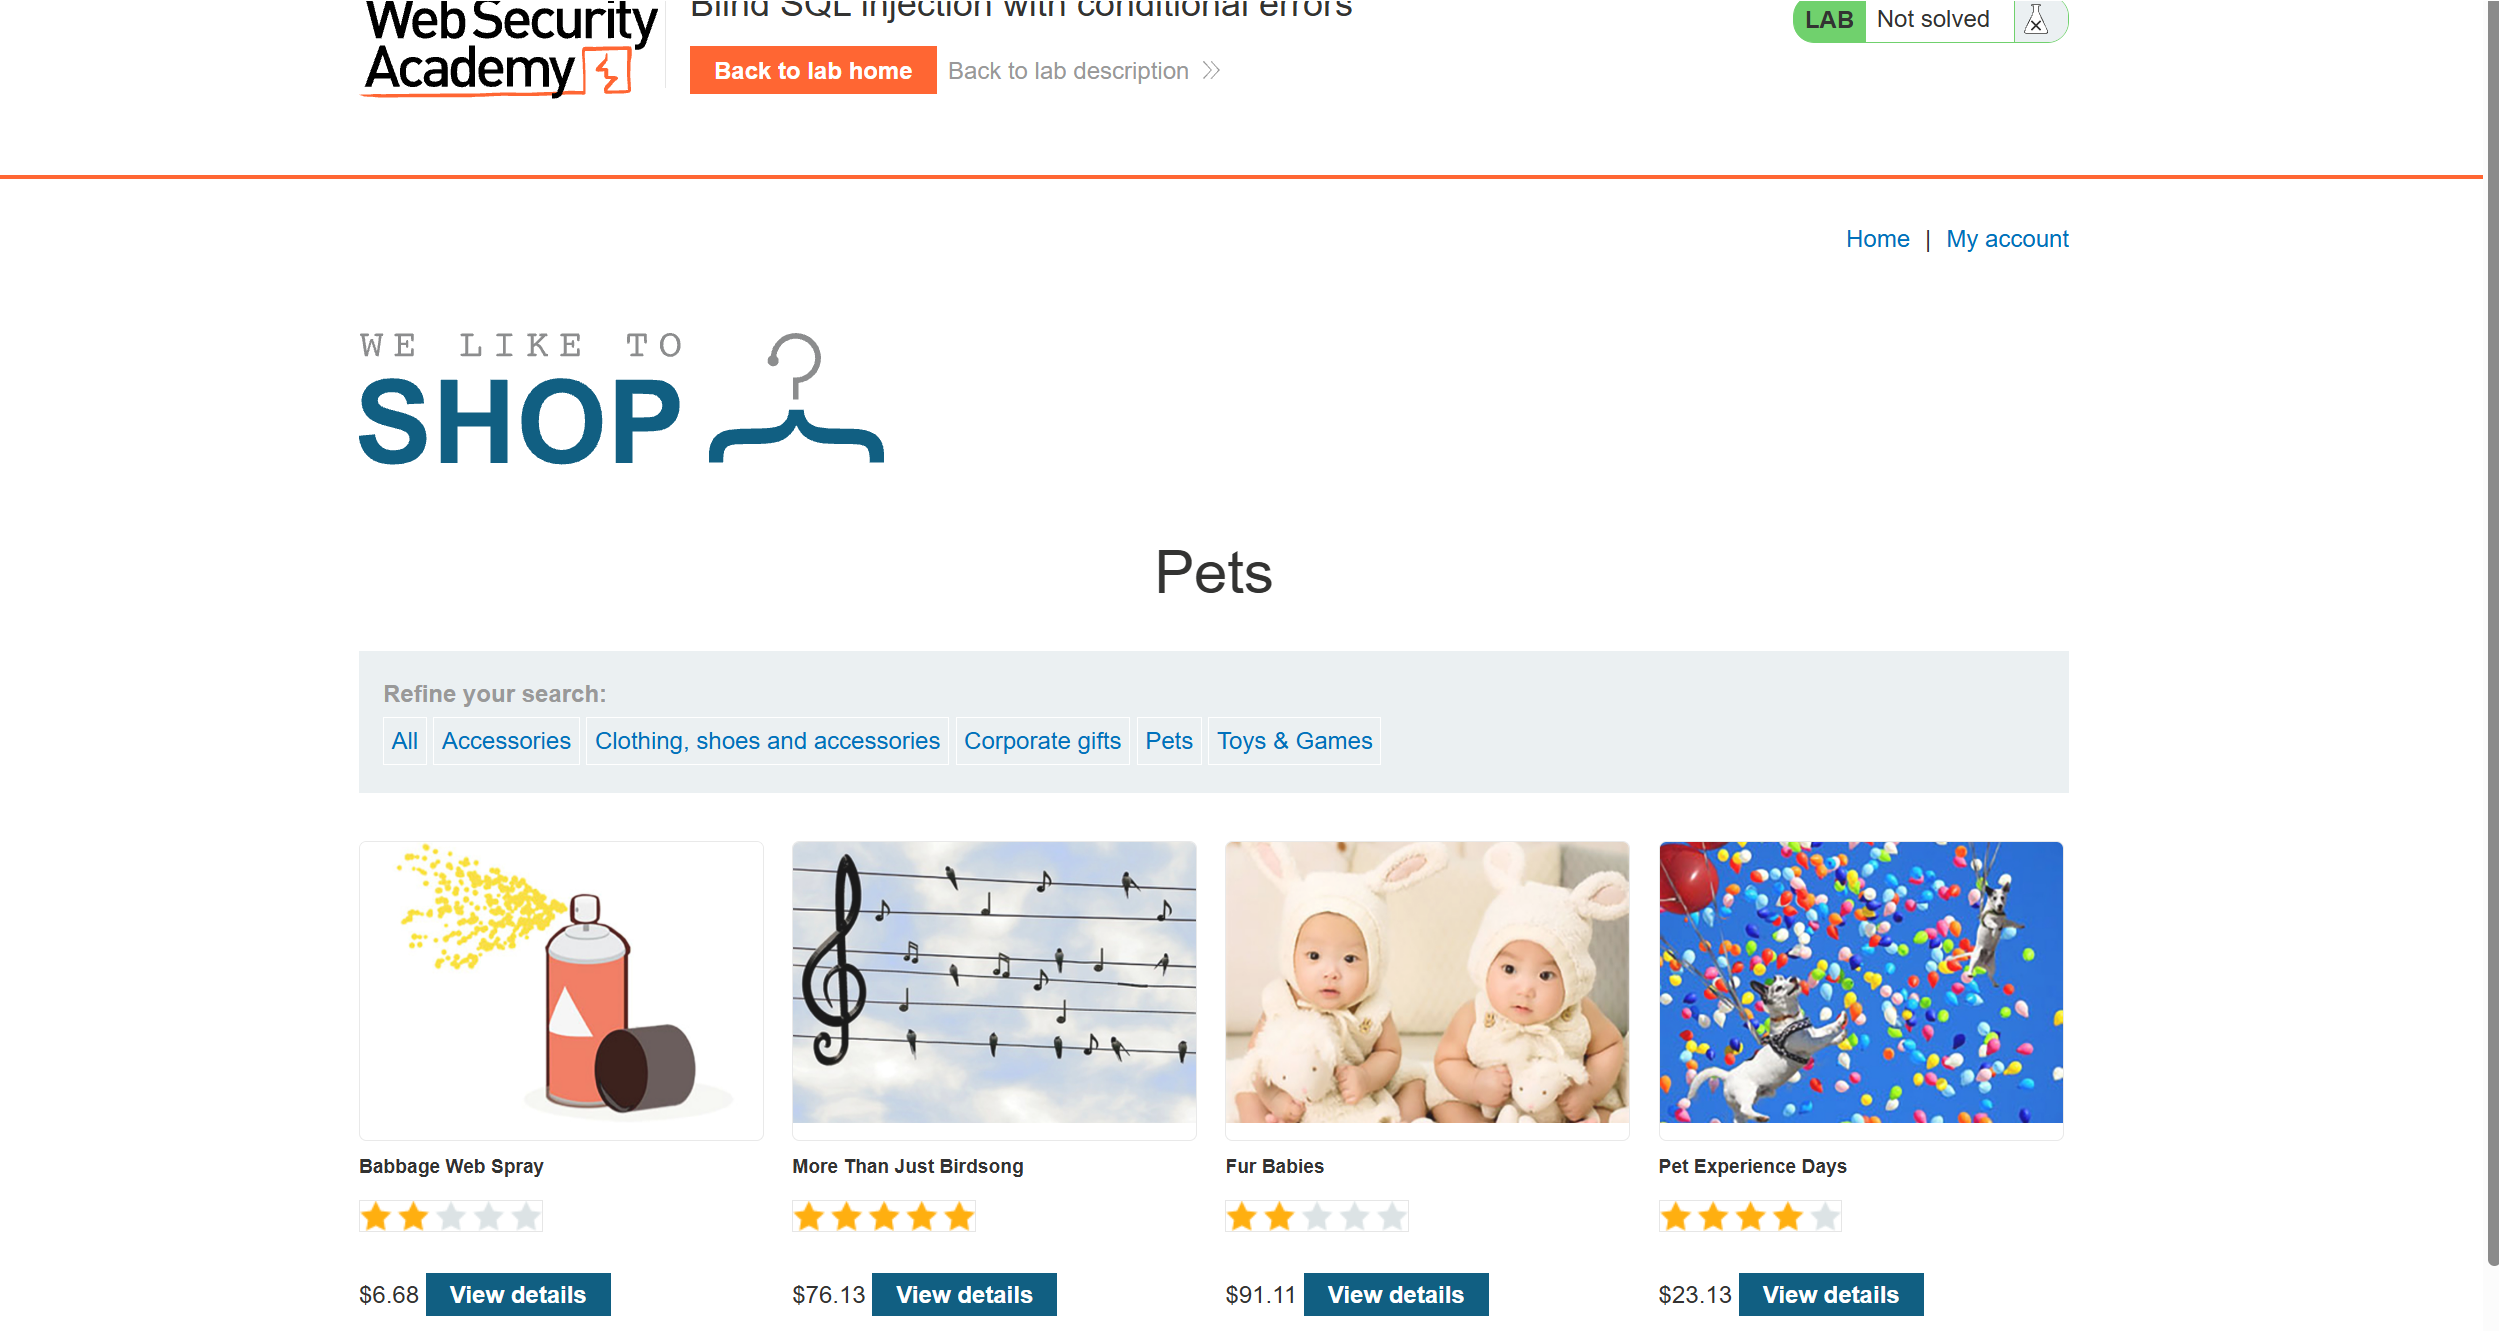 Web Security
Academy
Blind SQL injection with conditional errors
Back to lab home
Back to lab description
LAB
Not solved
Home | My account
WE LIKE TO
SHOP
Pets
Refine your search:
All
Accessories
Clothing, shoes and accessories
Corporate gifts
Pets
Toys & Games
Babbage Web Spray
More Than Just Birdsong
Fur Babies
Pet Experience Days
$6.68
View details
$76.13
View details
$91.11
View details
$23.13
View details